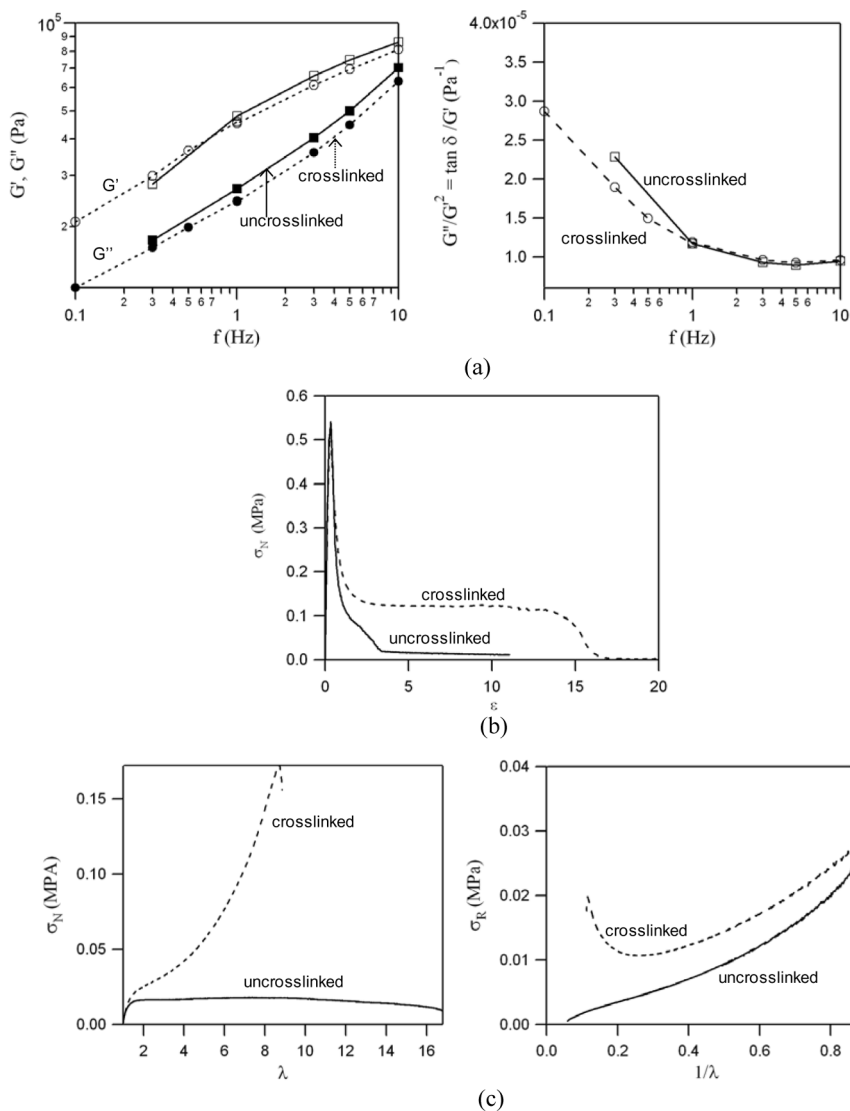 10⁵
9
8
7
6
5
4
3
2
G', G" (Pa)
G'
G''
crosslinked
uncrosslinked
0.1 2 3 4 5 6 7 1 2 3 4 5 6 7 10
f (Hz)
4.0x10⁻⁵
3.5
3.0
2.5
2.0
1.5
1.0
G"/G'² = tan δ /G' (Pa⁻¹)
uncrosslinked
crosslinked
0.1 2 3 4 5 6 1 2 3 4 5 6 10
f (Hz)
(a)
0.6
0.5
0.4
0.3
0.2
0.1
0.0
σN (MPa)
crosslinked
uncrosslinked
0 5 10 15 20
ε
(b)
0.15
0.10
0.05
0.00
σN (MPA)
crosslinked
uncrosslinked
2 4 6 8 10 12 14 16
λ
0.04
0.03
0.02
0.01
0.00
σR (MPa)
crosslinked
uncrosslinked
0.0 0.2 0.4 0.6 0.8
1/λ
(c)